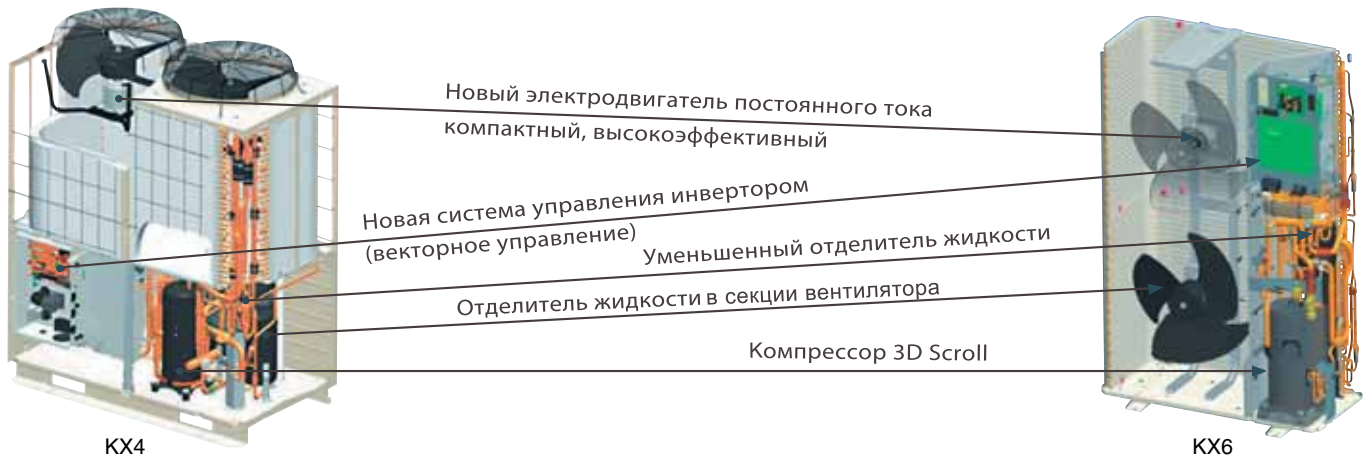 Новый электродвигатель постоянного тока
компактный, высокоэффективный
Новая система управления инвертором
(векторное управление)
Уменьшенный отделитель жидкости
Отделитель жидкости в секции вентилятора
Компрессор 3D Scroll
KX4
KX6